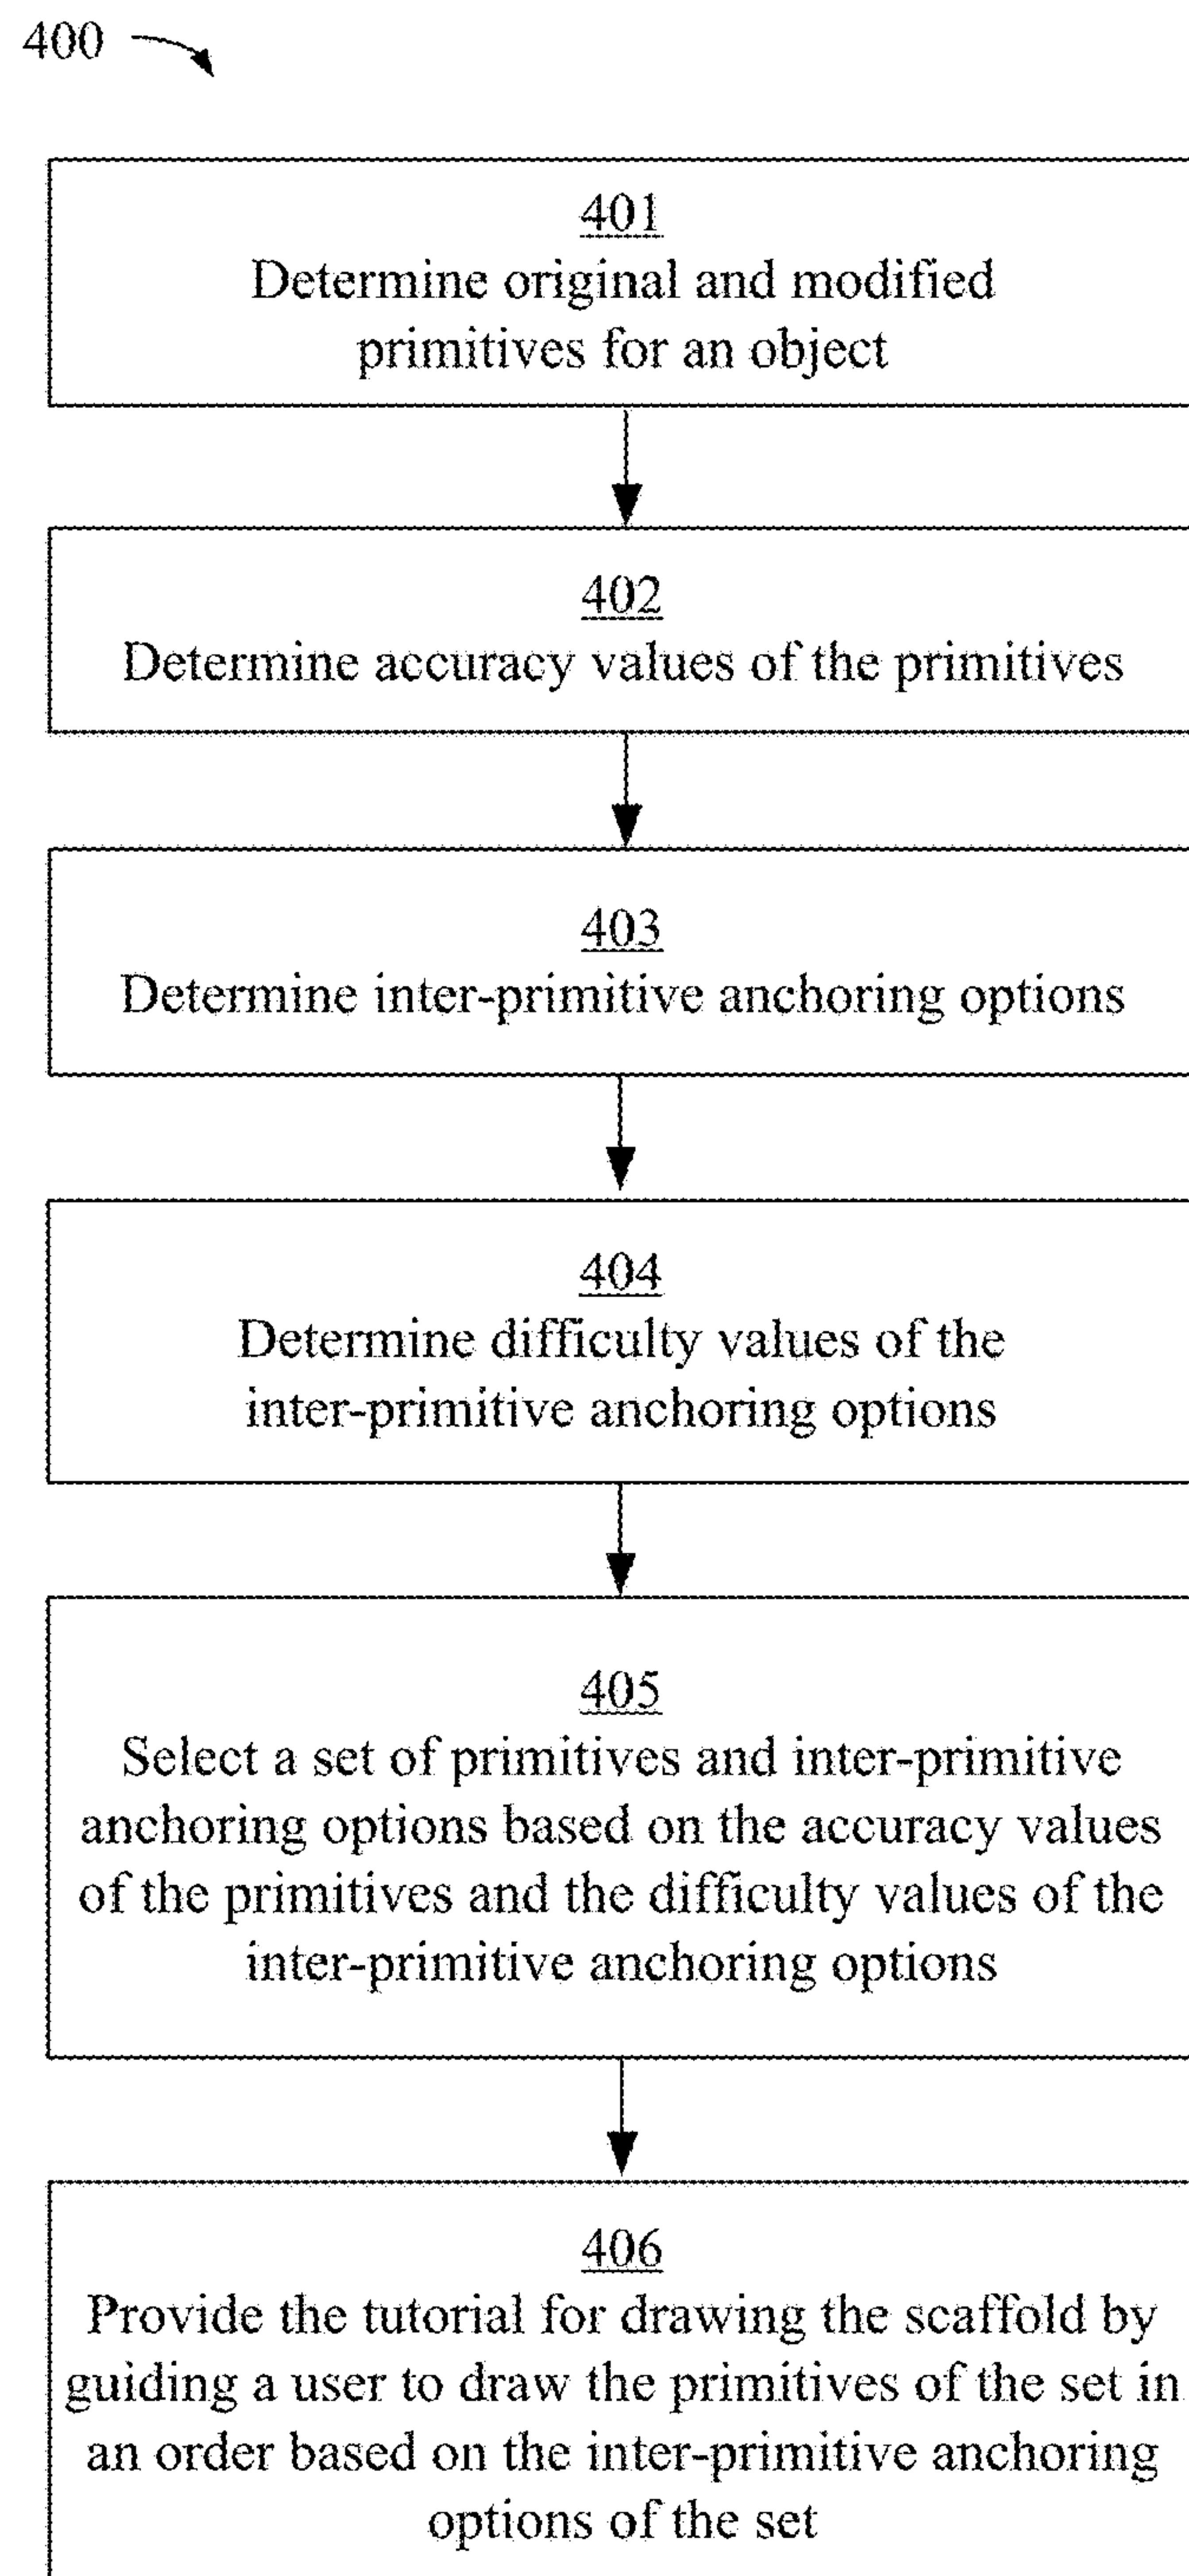 400
401
Determine original and modified
primitives for an object
402
Determine accuracy values of the primitives
403
Determine inter-primitive anchoring options
404
Determine difficulty values of the
inter-primitive anchoring options
405
Select a set of primitives and inter-primitive
anchoring options based on the accuracy values
of the primitives and the difficulty values of the
inter-primitive anchoring options
406
Provide the tutorial for drawing the scaffold by
guiding a user to draw the primitives of the set in
an order based on the inter-primitive anchoring
options of the set